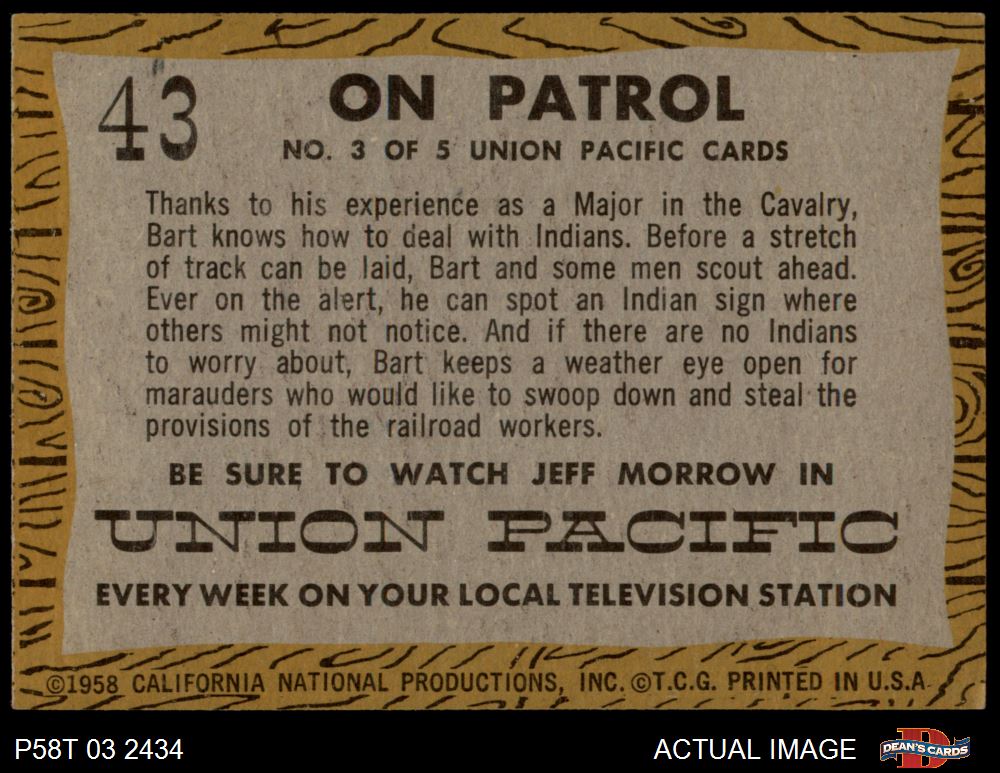 43
ON PATROL
NO. 3 OF 5 UNION PACIFIC CARDS
Thanks to his experience as a Major in the Cavalry,
Bart knows how to deal with Indians. Before a stretch
of track can be laid, Bart and some men scout ahead.
Ever on the alert, he can spot an Indian sign where
others might not notice. And if there are no Indians
to worry about, Bart keeps a weather eye open for
marauders who would like to swoop down and steal the
provisions of the railroad workers.
BE SURE TO WATCH JEFF MORROW IN
UNION PACIFIC
EVERY WEEK ON YOUR LOCAL TELEVISION STATION
©1958 CALIFORNIA NATIONAL PRODUCTIONS, INC. ©T.C.G. PRINTED IN U.S.A.
P58T 03 2434
ACTUAL IMAGE
D
DEAN'S CARDS